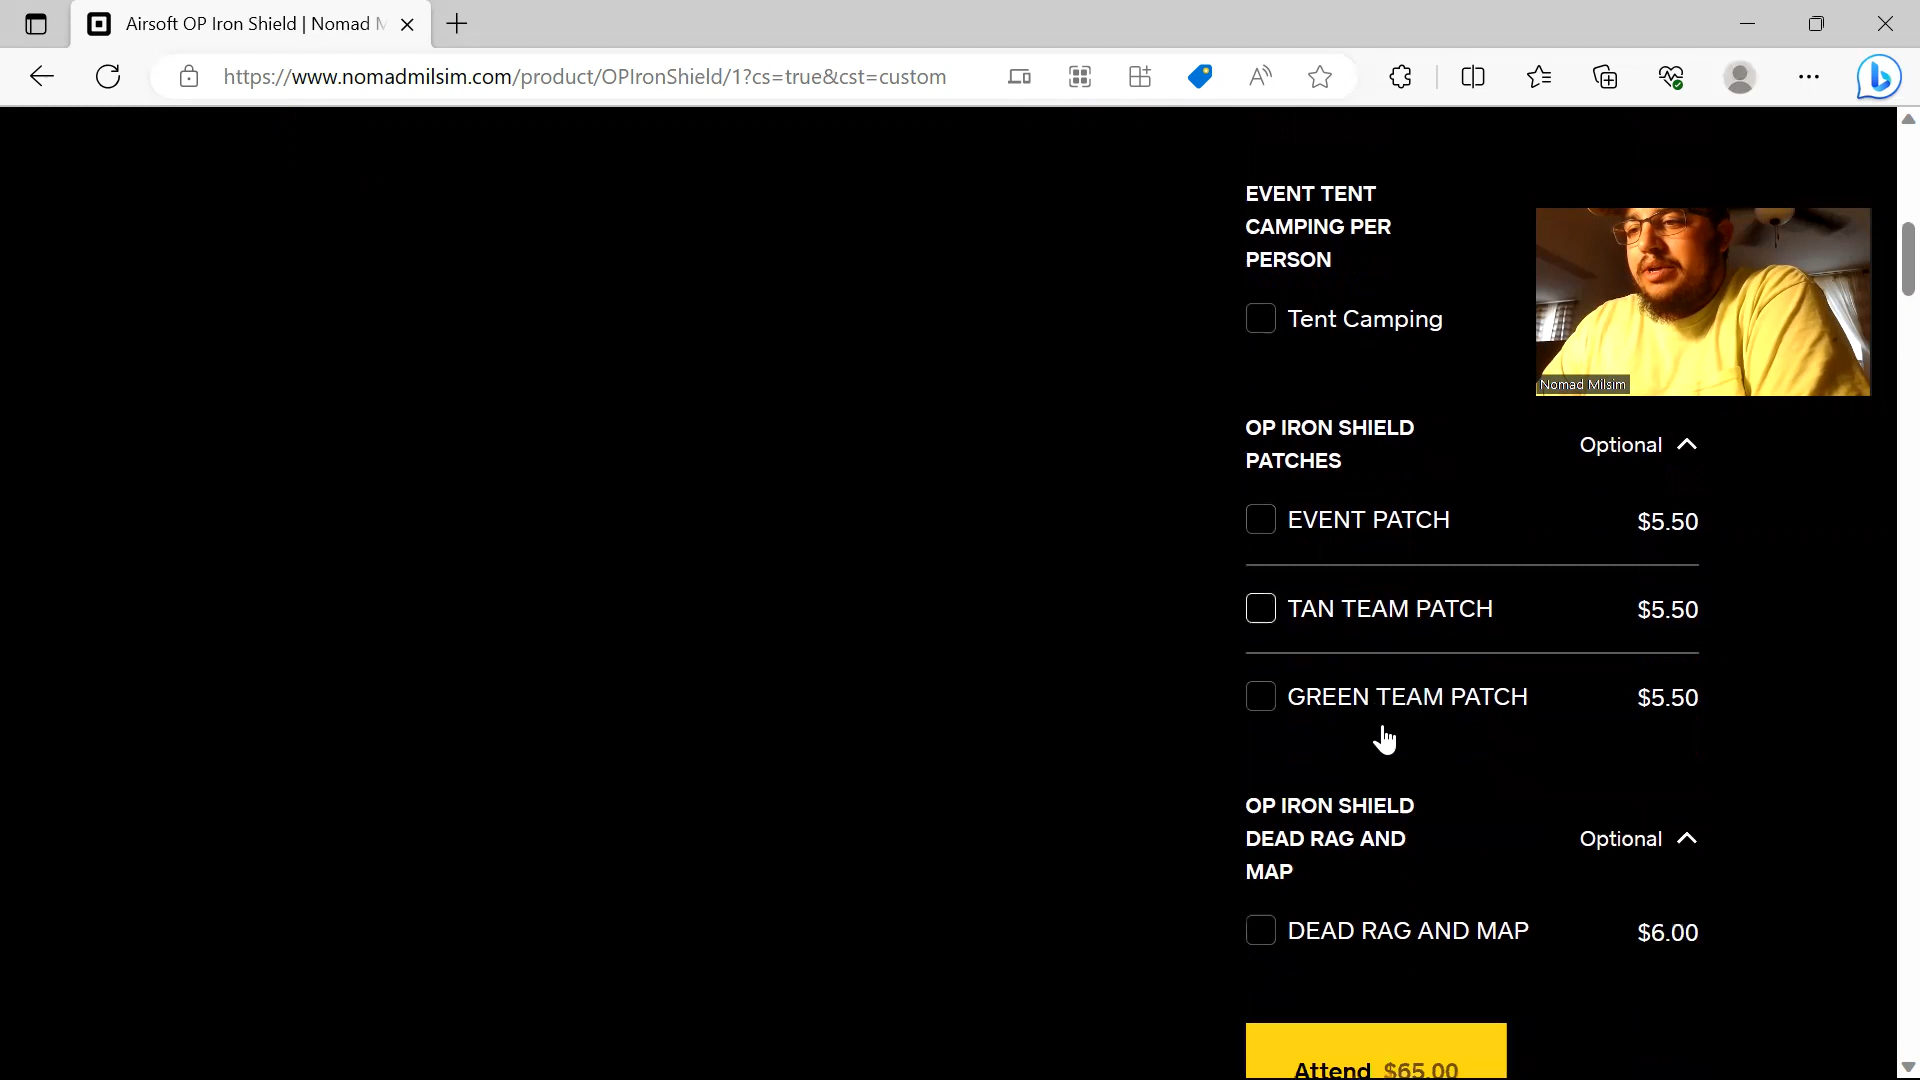 Airsoft OP Iron Shield | Nomad M
https://www.nomadmilsim.com/product/OPIronShield/1?cs=true&cst=custom
EVENT TENT
CAMPING PER
PERSON
Tent Camping
Nomad Milsim
OP IRON SHIELD
PATCHES
Optional
EVENT PATCH $5.50
TAN TEAM PATCH $5.50
GREEN TEAM PATCH $5.50
OP IRON SHIELD
DEAD RAG AND
MAP
Optional
DEAD RAG AND MAP $6.00
Attend $65.00